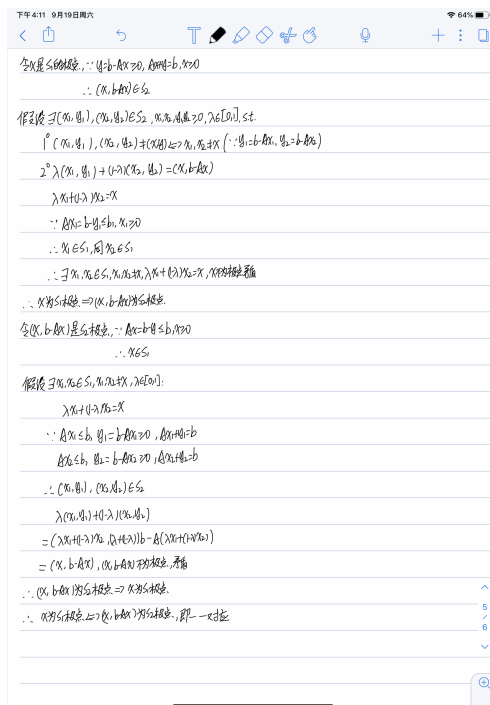 下午4:11 9月19日周六
64%
令x是S₁的极点,∵y=b-Ax≥0, Ax+y=b, x≥0
∴(x, b-Ax)∈S₂
假设∃(x₁, y₁), (x₂, y₂)∈S₂, x₁,x₂,y₁,y₂≥0, λ∈[0,1], s.t.
1° (x₁, y₁), (x₂, y₂)≠(x,y)⇔x₁, x₂≠x (∵y₁=b-Ax₁, y₂=b-Ax₂)
2° λ(x₁, y₁)+(1-λ)(x₂, y₂)=(x, b-Ax)
λx₁+(1-λ)x₂=x
∵Ax₁=b-y₁≤b, x₁≥0
∴x₁∈S₁, 同x₂∈S₁
∴∃x₁,x₂∈S₁, x₁,x₂≠x, λx₁+(1-λ)x₂=x, x不为极点矛盾
∴x为S₁极点⇒(x, b-Ax)为S₂极点.
令(x, b-Ax)是S₂极点,∵Ax=b-y≤b, x≥0
∴x∈S₁
假设∃x₁,x₂∈S₁, x₁,x₂≠x, λ∈[0,1]:
λx₁+(1-λ)x₂=x
∵Ax₁≤b, y₁=b-Ax₁≥0, Ax₁+y₁=b
Ax₂≤b, y₂=b-Ax₂≥0, Ax₂+y₂=b
∴(x₁, y₁), (x₂, y₂)∈S₂
λ(x₁, y₁)+(1-λ)(x₂, y₂)
=(λx₁+(1-λ)x₂, (λ+(1-λ))b-A(λx₁+(1-λ)x₂))
=(x, b-Ax), (x, b-Ax)不为极点,矛盾
∴(x, b-Ax)为S₂极点⇒x为S₁极点.
∴x为S₁极点⇔(x, b-Ax)为S₂极点, 即一一对应
5
6